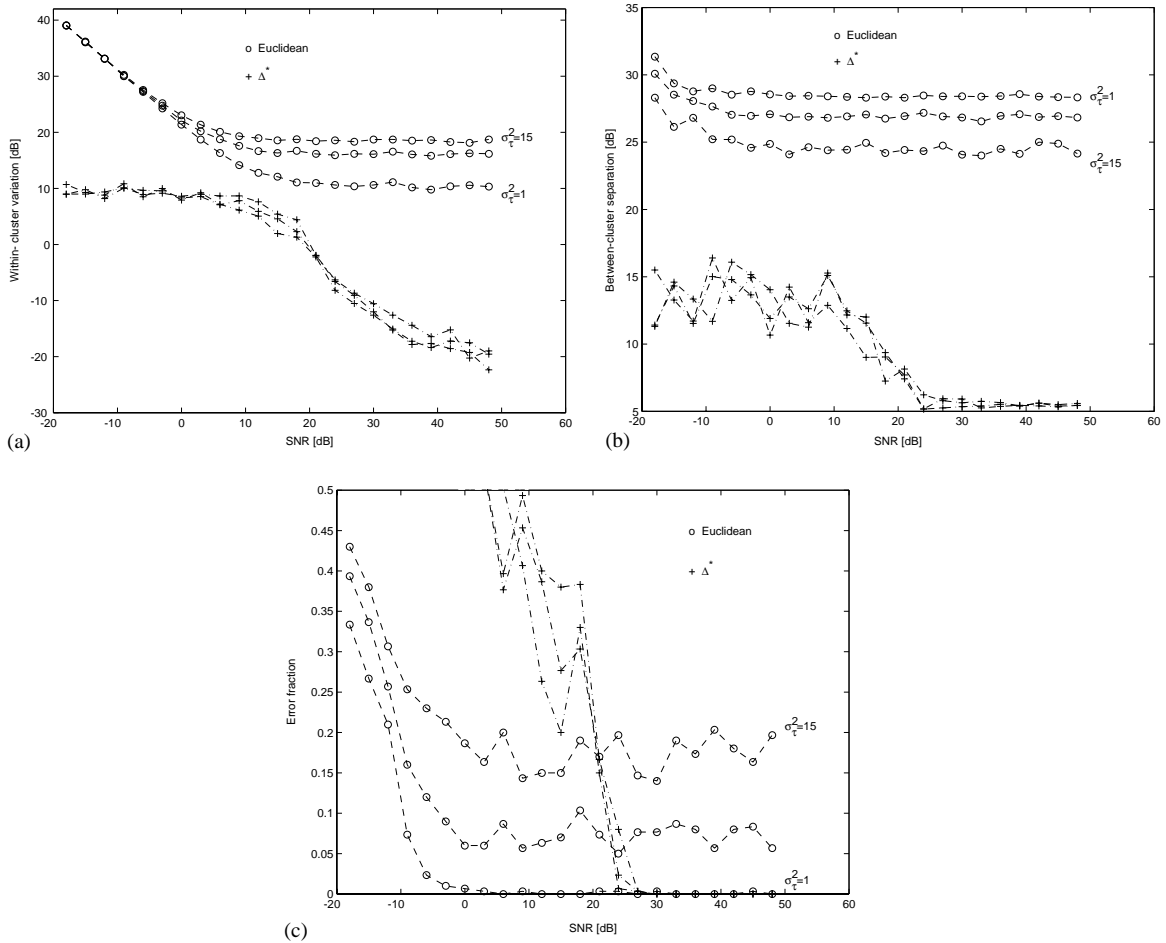 40
30
20
10
0
-10
-20
-30
-20 -10 0 10 20 30 40 50 60
Within- cluster variation [dB]
SNR [dB]
Euclidean
Δ*
σ²τ=15
σ²τ=1
(a)
35
30
25
20
15
10
5
-20 -10 0 10 20 30 40 50 60
Between-cluster separation [dB]
SNR [dB]
Euclidean
Δ*
σ²τ=1
σ²τ=15
(b)
0.5
0.45
0.4
0.35
0.3
0.25
0.2
0.15
0.1
0.05
0
-20 -10 0 10 20 30 40 50 60
Error fraction
SNR [dB]
Euclidean
Δ*
σ²τ=15
σ²τ=1
(c)